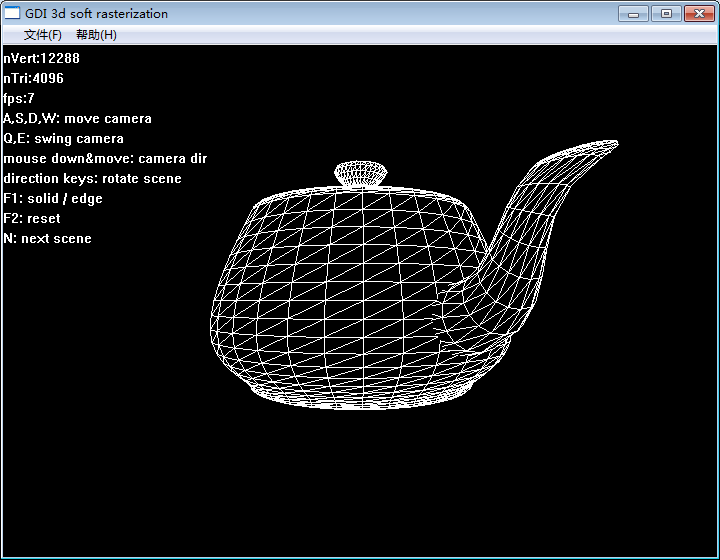 GDI 3d soft rasterization
文件(F) 帮助(H)
nVert:12288
nTri:4096
fps:7
A,S,D,W: move camera
Q,E: swing camera
mouse down&move: camera dir
direction keys: rotate scene
F1: solid / edge
F2: reset
N: next scene